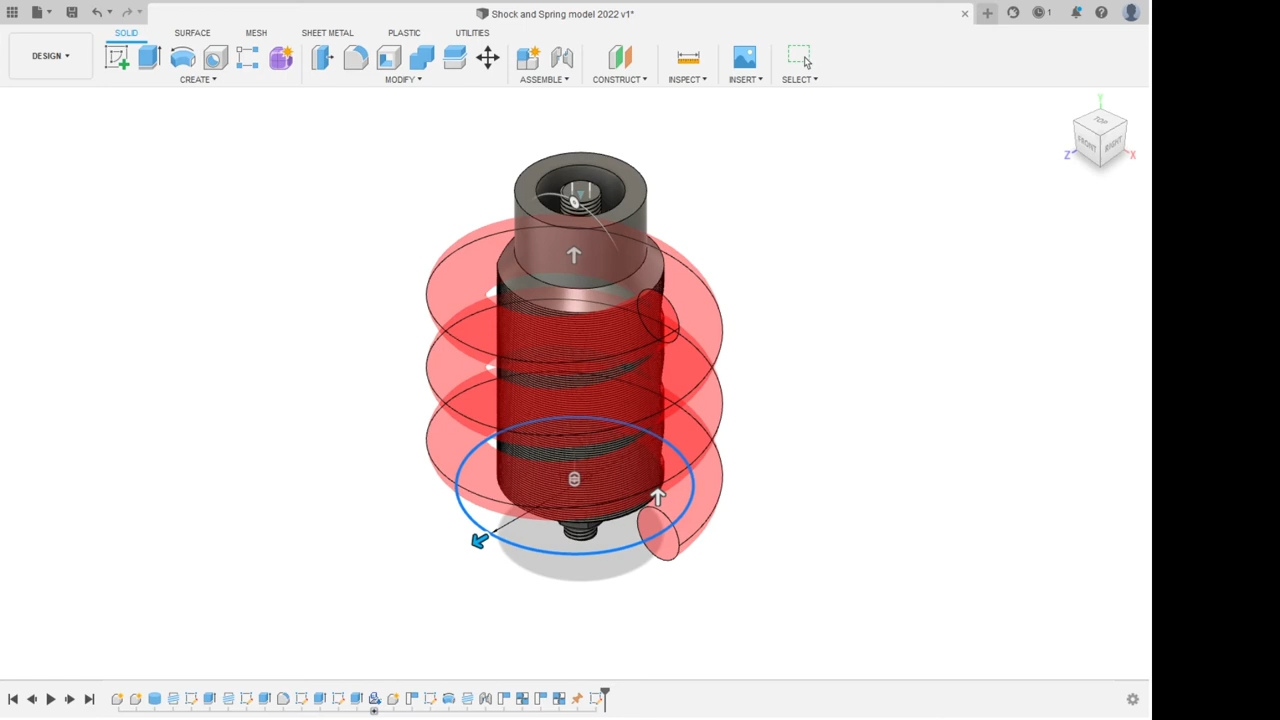 Shock and Spring model 2022 v1*
1
SOLID SURFACE MESH SHEET METAL PLASTIC UTILITIES
DESIGN
CREATE MODIFY ASSEMBLE CONSTRUCT INSPECT INSERT SELECT
Y
TOP
FRONT RIGHT
Z X